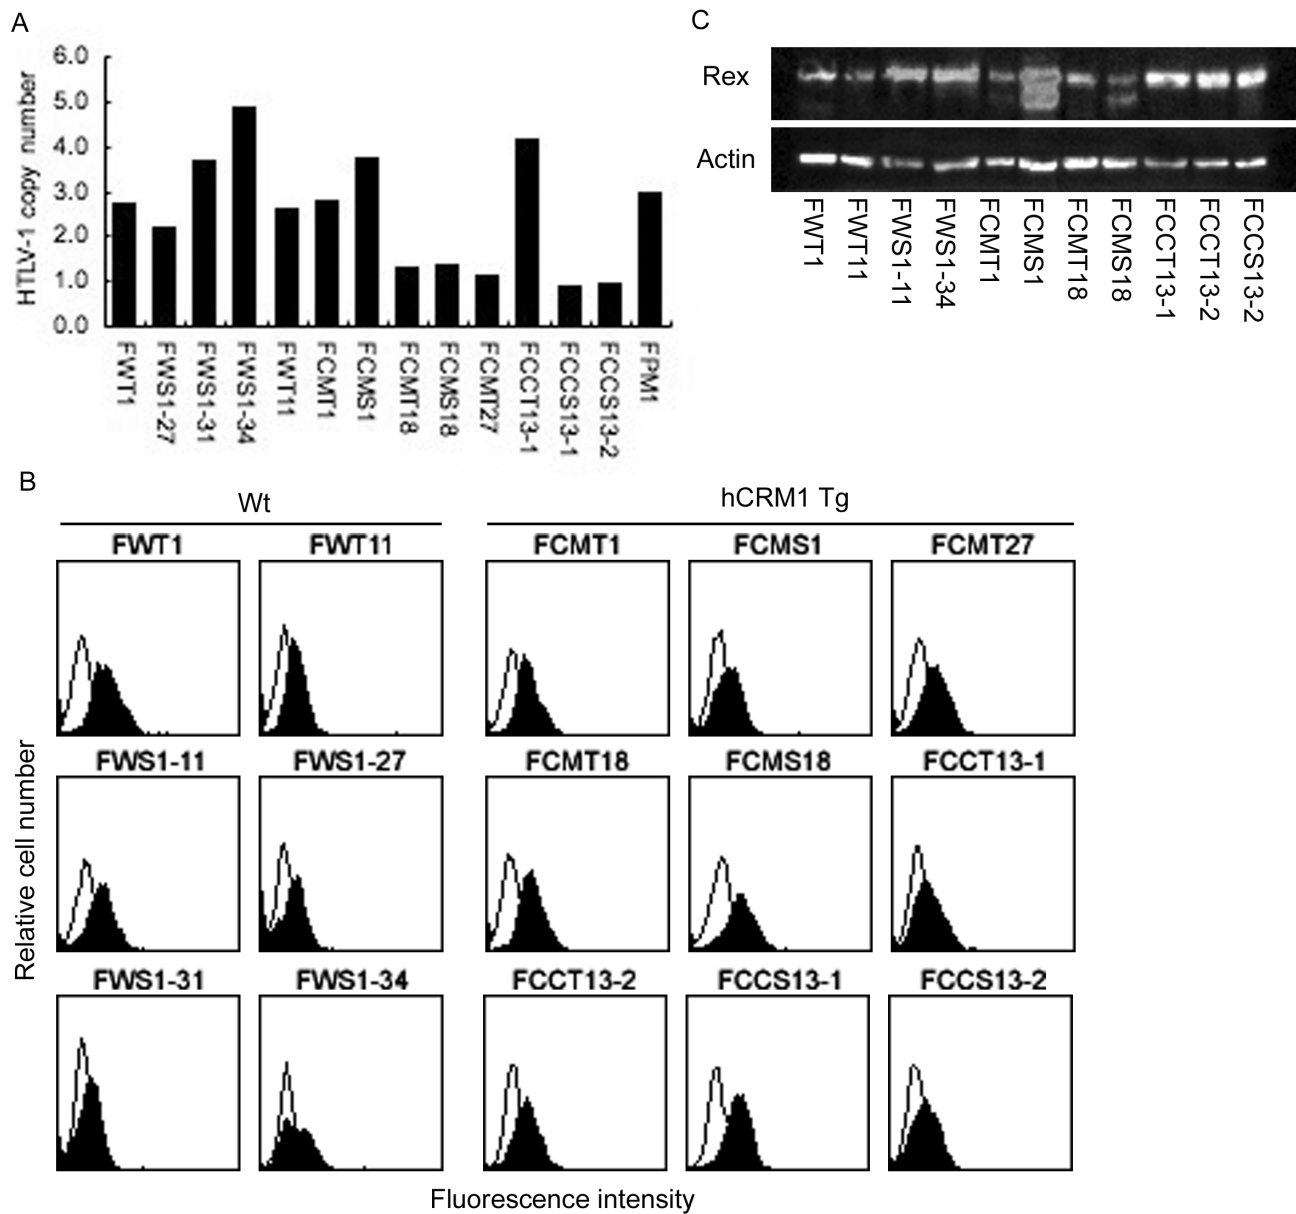 A
HTLV-1 copy number
6.0
5.0
4.0
3.0
2.0
1.0
0.0
FWT1
FWS1-27
FWS1-31
FWS1-34
FWT11
FCMT1
FCMS1
FCMT18
FCMS18
FCMT27
FCCT13-1
FCCS13-1
FCCS13-2
FPM1
C
Rex
Actin
FWT1
FWT11
FWS1-11
FWS1-34
FCMT1
FCMS1
FCMT18
FCMS18
FCCT13-1
FCCT13-2
FCCS13-2
B
Wt
hCRM1 Tg
FWT1 FWT11 FCMT1 FCMS1 FCMT27
FWS1-11 FWS1-27 FCMT18 FCMS18 FCCT13-1
FWS1-31 FWS1-34 FCCT13-2 FCCS13-1 FCCS13-2
Relative cell number
Fluorescence intensity